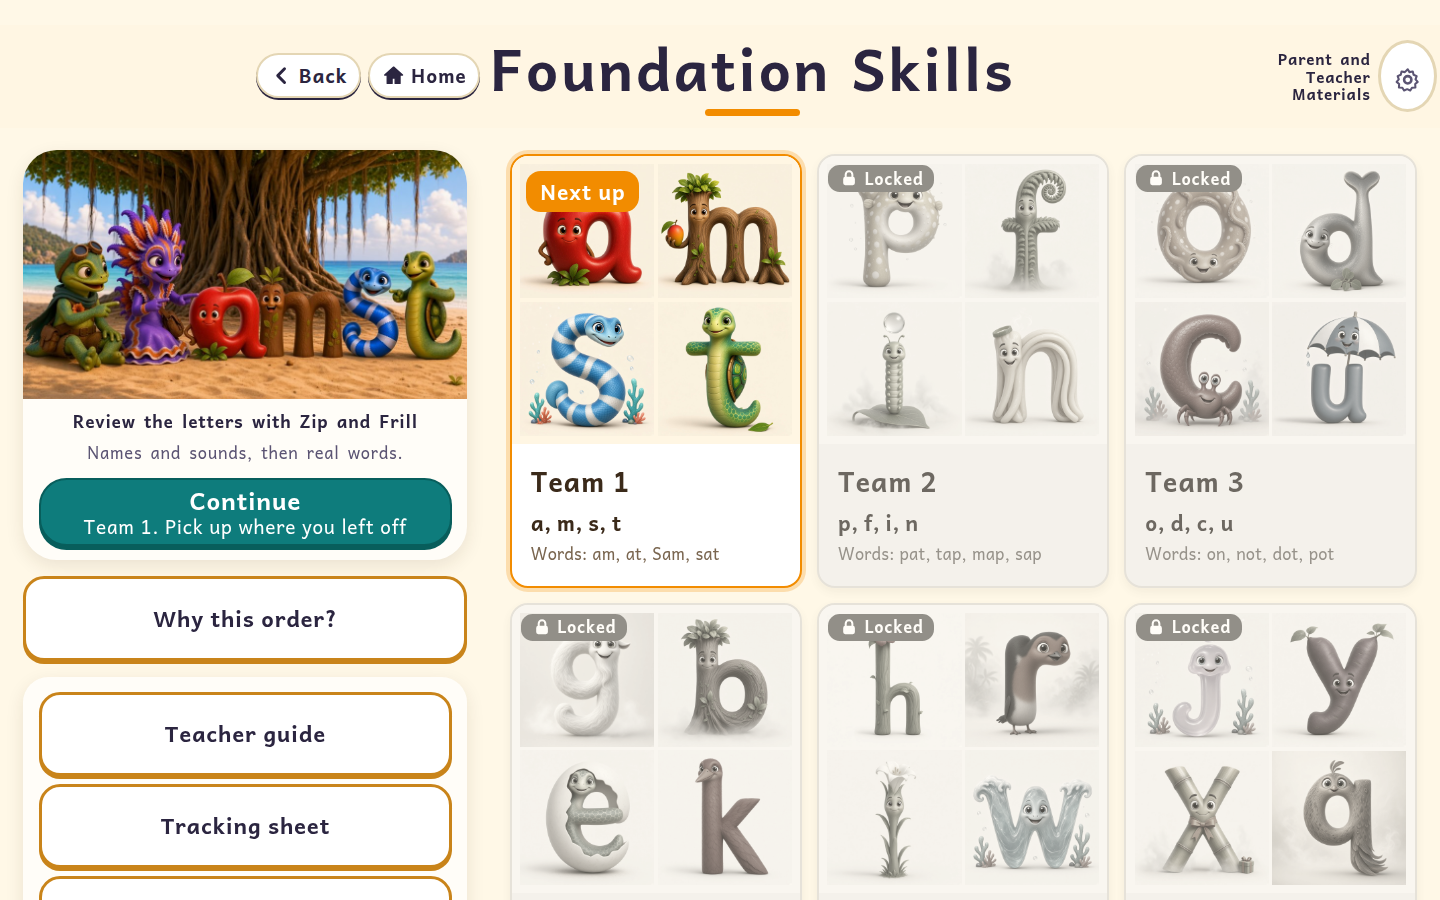 Back
Home
Foundation Skills
Parent and
Teacher
Materials
Review the letters with Zip and Frill
Names and sounds, then real words.
Continue
Team 1. Pick up where you left off
Why this order?
Teacher guide
Tracking sheet
Next up
a m
s t
Team 1
a, m, s, t
Words: am, at, Sam, sat
Locked
p f
i n
Team 2
p, f, i, n
Words: pat, tap, map, sap
Locked
o d
c u
Team 3
o, d, c, u
Words: on, not, dot, pot
Locked
g b
e k
Locked
h r
l w
Locked
j y
x q
a m s t